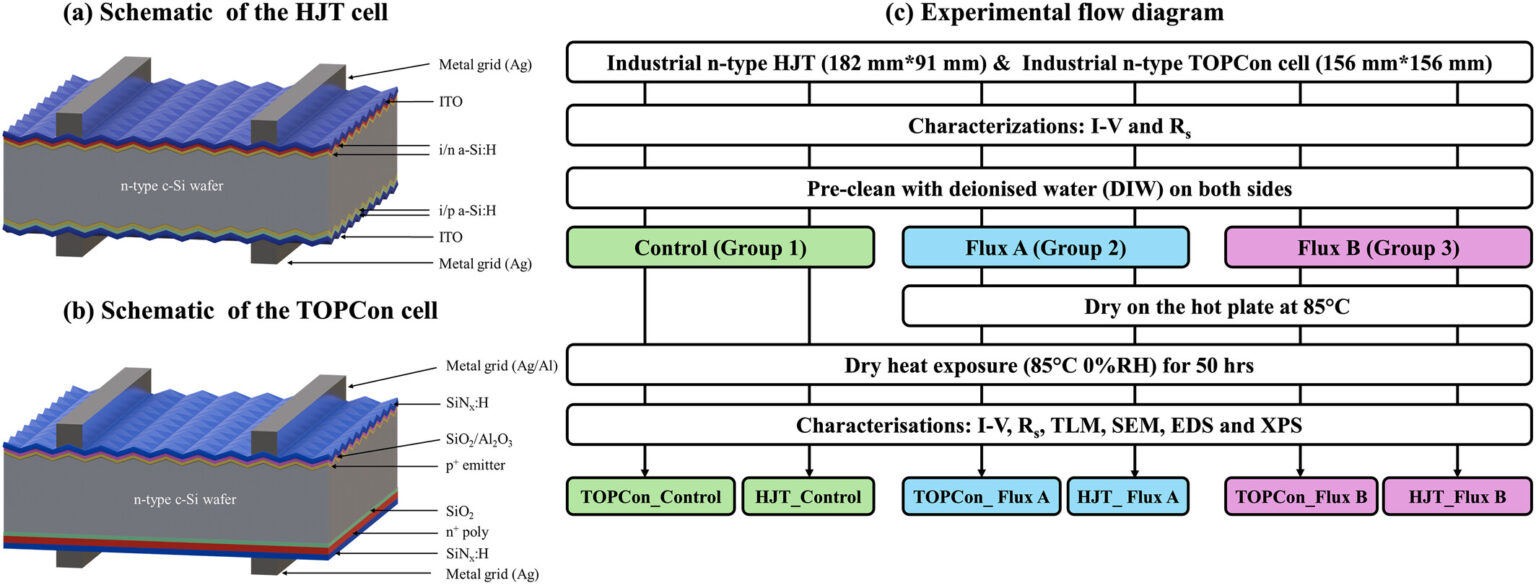 (a) Schematic of the HJT cell
Metal grid (Ag)
ITO
i/n a-Si:H
n-type c-Si wafer
i/p a-Si:H
ITO
Metal grid (Ag)
(b) Schematic of the TOPCon cell
Metal grid (Ag/Al)
SiNₓ:H
SiO₂/Al₂O₃
p⁺ emitter
n-type c-Si wafer
SiO₂
n⁺ poly
SiNₓ:H
Metal grid (Ag)
(c) Experimental flow diagram
Industrial n-type HJT (182 mm*91 mm) & Industrial n-type TOPCon cell (156 mm*156 mm)
Characterizations: I-V and Rₛ
Pre-clean with deionised water (DIW) on both sides
Control (Group 1)
Flux A (Group 2)
Flux B (Group 3)
Dry on the hot plate at 85°C
Dry heat exposure (85°C 0%RH) for 50 hrs
Characterisations: I-V, Rₛ, TLM, SEM, EDS and XPS
TOPCon_Control
HJT_Control
TOPCon_ Flux A
HJT_ Flux A
TOPCon_Flux B
HJT_Flux B